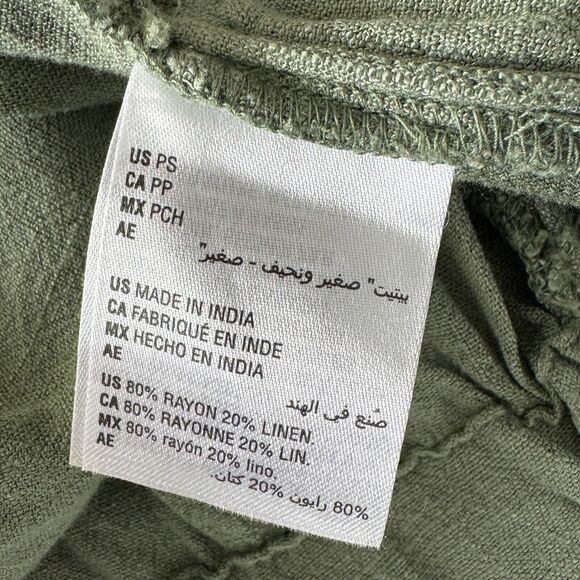 US PS
CA PP
MX PCH
AE
بيتيت" صغير ونحيف - صغير"
US MADE IN INDIA
CA FABRIQUÉ EN INDE
MX HECHO EN INDIA
AE
صنع في الهند
US 80% RAYON 20% LINEN.
CA 80% RAYONNE 20% LIN.
MX 80% rayón 20% lino.
AE
80% رايون 20% كتان.